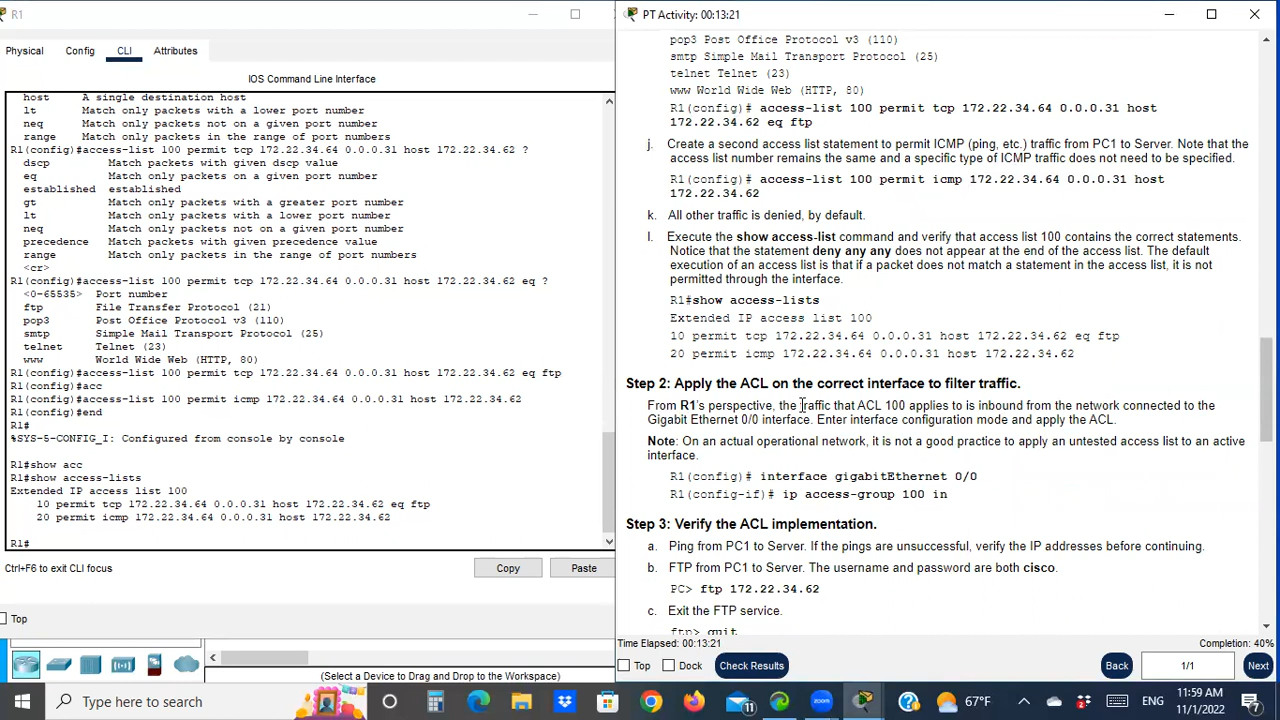 R1
Physical Config CLI Attributes
IOS Command Line Interface
host A single destination host
lt Match only packets with a lower port number
neq Match only packets not on a given port number
range Match only packets in the range of port numbers
R1(config)#access-list 100 permit tcp 172.22.34.64 0.0.0.31 host 172.22.34.62 ?
dscp Match packets with given dscp value
eq Match only packets on a given port number
established established
gt Match only packets with a greater port number
lt Match only packets with a lower port number
neq Match only packets not on a given port number
precedence Match packets with given precedence value
range Match only packets in the range of port numbers
<cr>
R1(config)#access-list 100 permit tcp 172.22.34.64 0.0.0.31 host 172.22.34.62 eq ?
<0-65535> Port number
ftp File Transfer Protocol (21)
pop3 Post Office Protocol v3 (110)
smtp Simple Mail Transport Protocol (25)
telnet Telnet (23)
www World Wide Web (HTTP, 80)
R1(config)#access-list 100 permit tcp 172.22.34.64 0.0.0.31 host 172.22.34.62 eq ftp
R1(config)#acc
R1(config)#access-list 100 permit icmp 172.22.34.64 0.0.0.31 host 172.22.34.62
R1(config)#end
R1#
%SYS-5-CONFIG_I: Configured from console by console
R1#show acc
R1#show access-lists
Extended IP access list 100
10 permit tcp 172.22.34.64 0.0.0.31 host 172.22.34.62 eq ftp
20 permit icmp 172.22.34.64 0.0.0.31 host 172.22.34.62
R1#
Ctrl+F6 to exit CLI focus
Copy Paste
Top
(Select a Device to Drag and Drop to the Workspace)
PT Activity: 00:13:21
pop3 Post Office Protocol v3 (110)
smtp Simple Mail Transport Protocol (25)
telnet Telnet (23)
www World Wide Web (HTTP, 80)
R1(config)# access-list 100 permit tcp 172.22.34.64 0.0.0.31 host
172.22.34.62 eq ftp
j. Create a second access list statement to permit ICMP (ping, etc.) traffic from PC1 to Server. Note that the
access list number remains the same and a specific type of ICMP traffic does not need to be specified.
R1(config)# access-list 100 permit icmp 172.22.34.64 0.0.0.31 host
172.22.34.62
k. All other traffic is denied, by default.
l. Execute the show access-list command and verify that access list 100 contains the correct statements.
Notice that the statement deny any any does not appear at the end of the access list. The default
execution of an access list is that if a packet does not match a statement in the access list, it is not
permitted through the interface.
R1#show access-lists
Extended IP access list 100
10 permit tcp 172.22.34.64 0.0.0.31 host 172.22.34.62 eq ftp
20 permit icmp 172.22.34.64 0.0.0.31 host 172.22.34.62
Step 2: Apply the ACL on the correct interface to filter traffic.
From R1's perspective, the traffic that ACL 100 applies to is inbound from the network connected to the
Gigabit Ethernet 0/0 interface. Enter interface configuration mode and apply the ACL.
Note: On an actual operational network, it is not a good practice to apply an untested access list to an active
interface.
R1(config)# interface gigabitEthernet 0/0
R1(config-if)# ip access-group 100 in
Step 3: Verify the ACL implementation.
a. Ping from PC1 to Server. If the pings are unsuccessful, verify the IP addresses before continuing.
b. FTP from PC1 to Server. The username and password are both cisco.
PC> ftp 172.22.34.62
c. Exit the FTP service.
ftp> quit
Time Elapsed: 00:13:21 Completion: 40%
Top Dock Check Results Back 1/1 Next
Type here to search
11
67°F
ENG
11:59 AM
11/1/2022
7